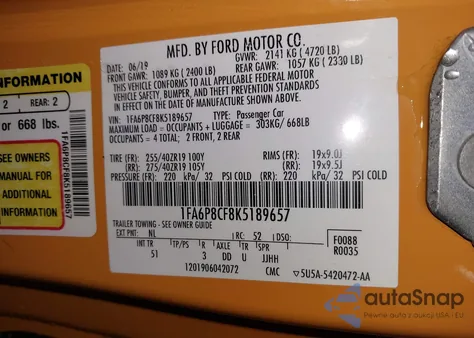 INFORMATION
2 REAR: 2
or 668 lbs.
SEE OWNERS
MANUAL
FOR
ADDITIONAL
INFORMATION
1FA6P8CF8K5189657
MFD. BY FORD MOTOR CO.
DATE: 06/19 GVWR: 2141 KG ( 4720 LB)
FRONT GAWR: 1089 KG ( 2400 LB) REAR GAWR: 1057 KG ( 2330 LB)
THIS VEHICLE CONFORMS TO ALL APPLICABLE FEDERAL MOTOR
VEHICLE SAFETY, BUMPER, AND THEFT PREVENTION STANDARDS
IN EFFECT ON THE DATE OF MANUFACTURE SHOWN ABOVE.
VIN: 1FA6P8CF8K5189657 TYPE: Passenger Car
MAXIMUM LOAD = OCCUPANTS + LUGGAGE = 303KG/ 668LB
OCCUPANTS = 4 TOTAL: 2 FRONT, 2 REAR
TIRE (FR): 255/40ZR19 100Y RIMS (FR): 19x9.0J
(RR): 275/40ZR19 105Y (RR): 19x9.5J
PRESSURE (FR): 220 kPa/ 32 PSI COLD (RR): 220 kPa/ 32 PSI COLD
1FA6P8CF8K5189657
TRAILER TOWING - SEE OWNER GUIDE
EXT PNT: NL RC: 52 DSO: F0088
R0035
INT TR TP/PS R AXLE TR SPR
51 3 DD U JJHH
1201906042072 CMC 5U5A-5420472-AA
autoSnap
Pewne auto z aukcji USA i EU